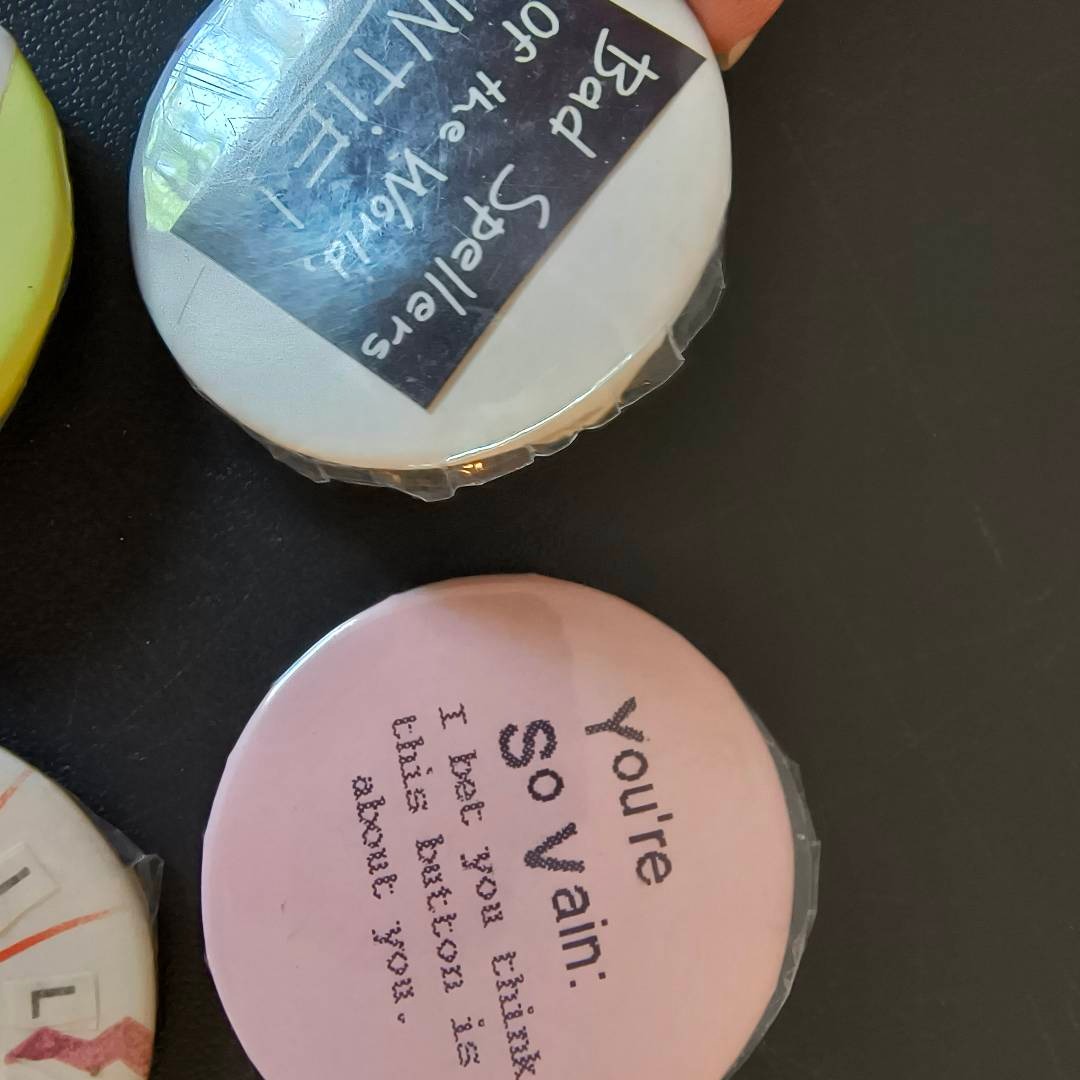 Bad Spellers
Of the World,
UNTIE!
You're
So Vain:
I bet you think
this button is
about you.
L